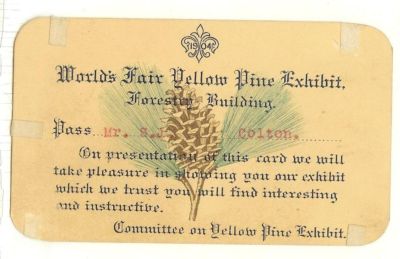 1904
World's Fair Yellow Pine Exhibit.
Forestry Building.
Pass Mr. S. Colton.
On presentation of this card we will
take pleasure in showing you our exhibit
which we trust you will find interesting
and instructive.
Committee on Yellow Pine Exhibit.